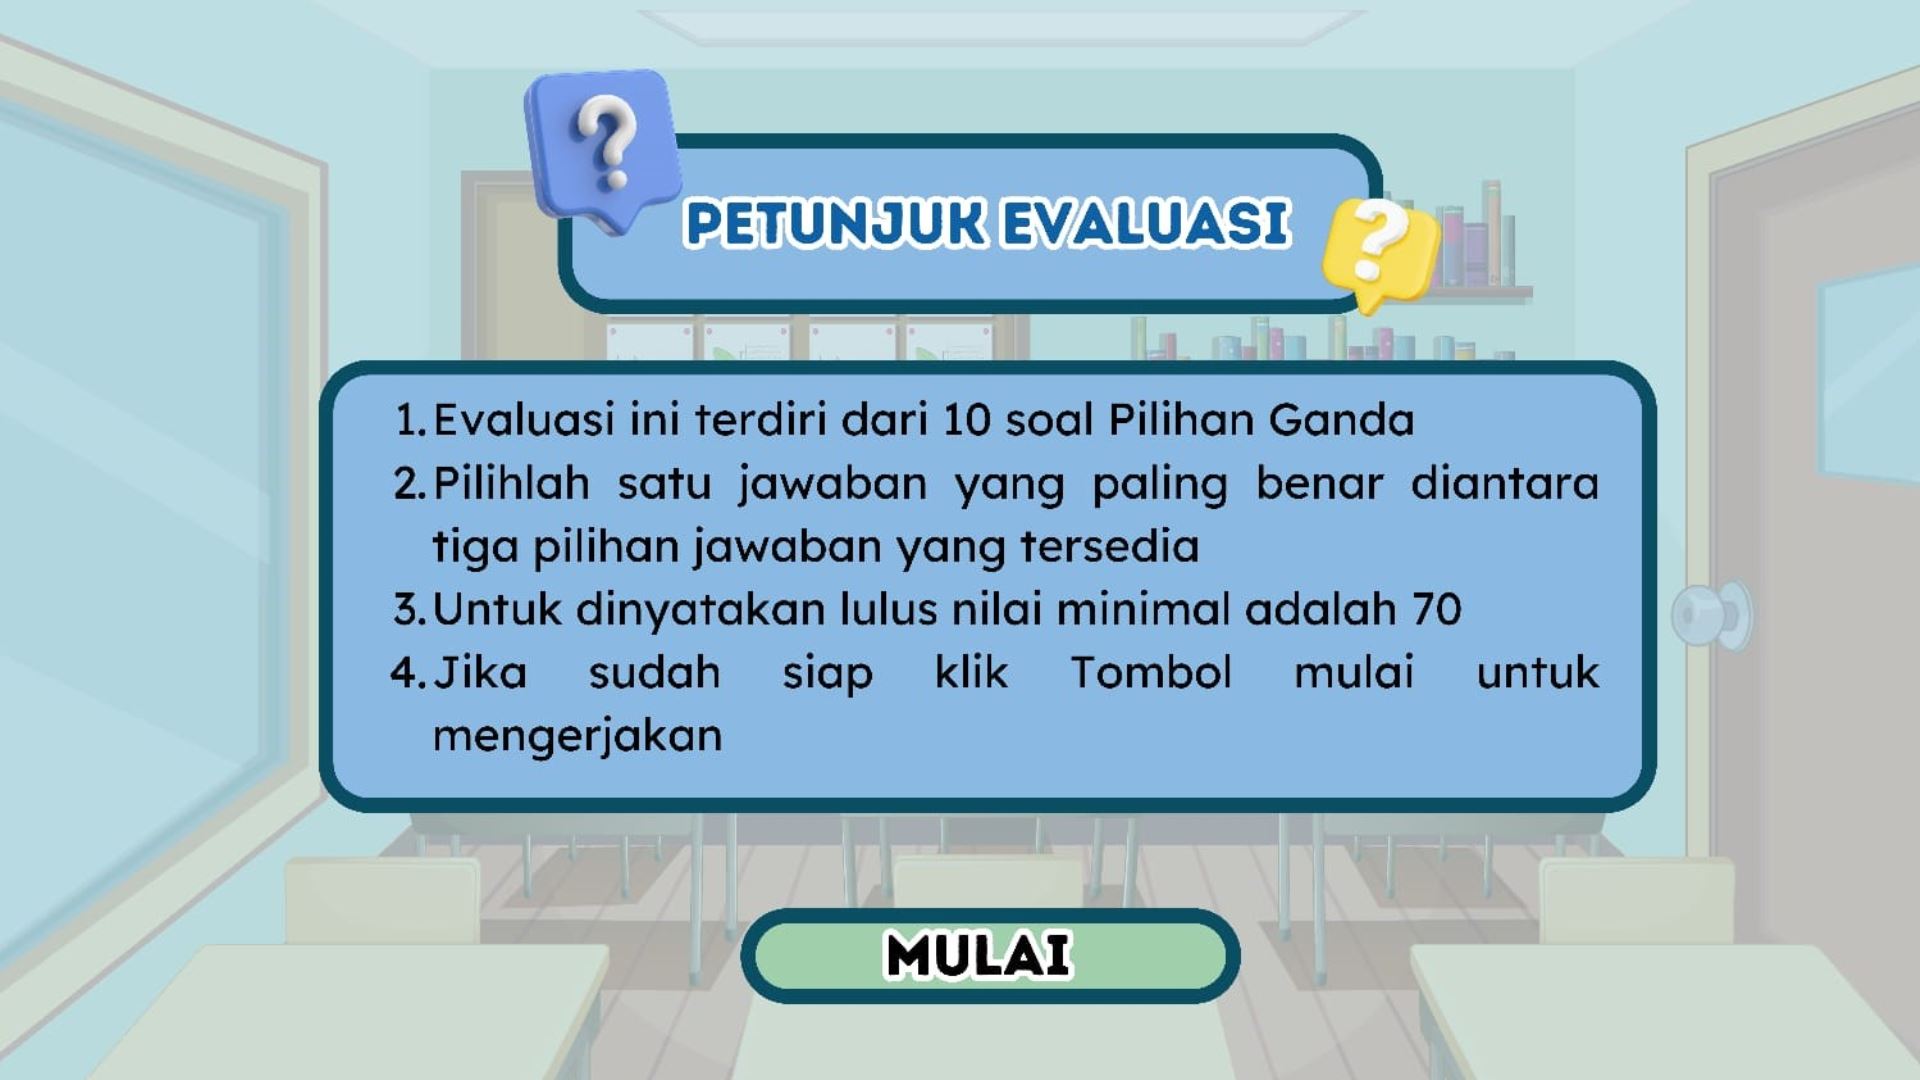 PETUNJUK EVALUASI
1. Evaluasi ini terdiri dari 10 soal Pilihan Ganda
2. Pilihlah satu jawaban yang paling benar diantara
tiga pilihan jawaban yang tersedia
3. Untuk dinyatakan lulus nilai minimal adalah 70
4. Jika sudah siap klik Tombol mulai untuk
mengerjakan
MULAI